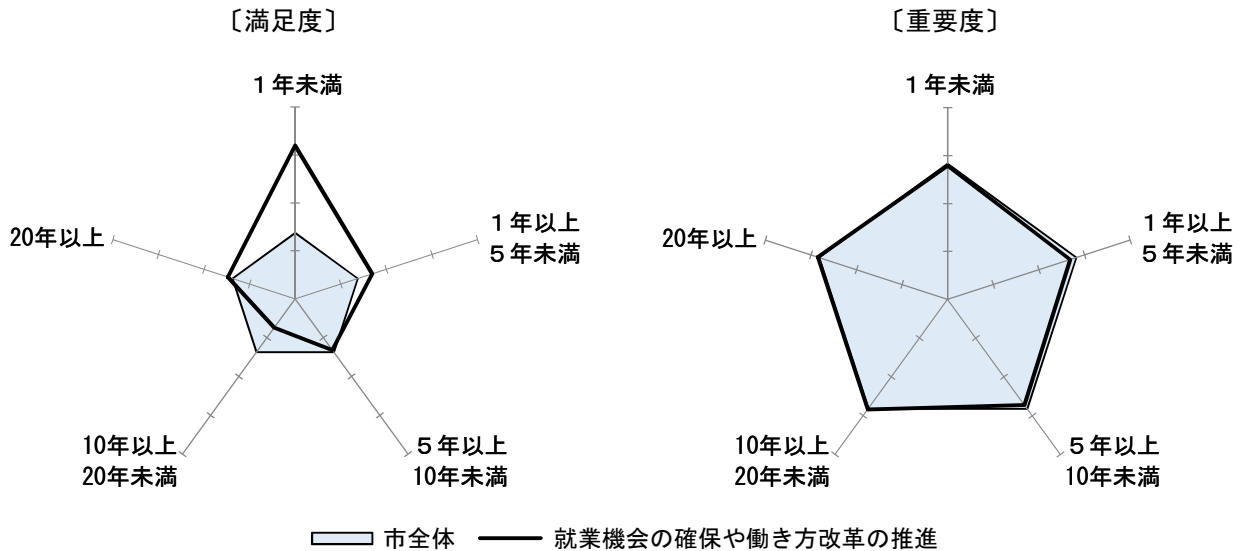 〔満足度〕
１年未満
１年以上
５年未満
５年以上
10年未満
10年以上
20年未満
20年以上
〔重要度〕
１年未満
１年以上
５年未満
５年以上
10年未満
10年以上
20年未満
20年以上
市全体
就業機会の確保や働き方改革の推進